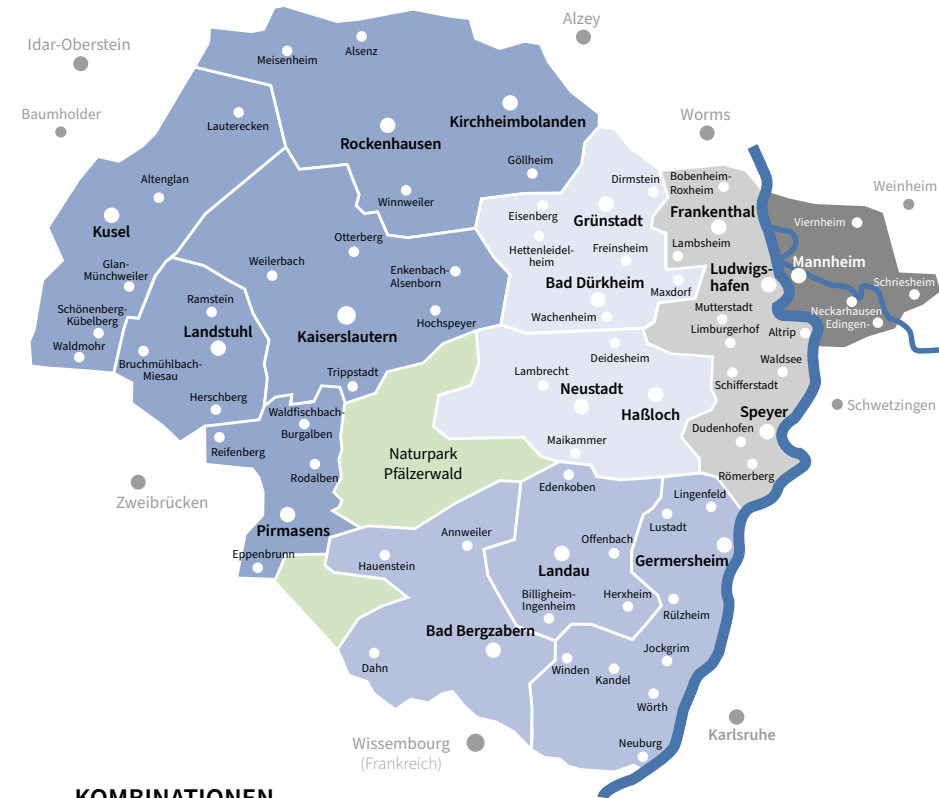 Alzey
Idar-Oberstein
Meisenheim
Alsenz
Baumholder
Lauterecken
Kirchheimbolanden
Rockenhausen
Worms
Göllheim
Altenglan
Winnweiler
Dirmstein
Bobenheim-
Roxheim
Weinheim
Kusel
Eisenberg
Grünstadt
Frankenthal
Viernheim
Otterberg
Hettenleidel-
heim
Freinsheim
Lambsheim
Glan-
Münchweiler
Weilerbach
Enkenbach-
Alsenborn
Bad Dürkheim
Maxdorf
Ludwigs-
hafen
Mannheim
Schriesheim
Ramstein
Schönenberg-
Kübelberg
Landstuhl
Kaiserslautern
Hochspeyer
Wachenheim
Mutterstadt
Limburgerhof
Altrip
Neckarhausen
Edingen-
Waldmohr
Bruchmühlbach-
Miesau
Trippstadt
Deidesheim
Lambrecht
Waldsee
Schifferstadt
Herschberg
Waldfischbach-
Burgalben
Neustadt
Haßloch
Speyer
Schwetzingen
Dudenhofen
Reifenberg
Maikammer
Naturpark
Pfälzerwald
Rodalben
Edenkoben
Römerberg
Zweibrücken
Lingenfeld
Pirmasens
Annweiler
Lustadt
Offenbach
Eppenbrunn
Hauenstein
Landau
Germersheim
Billigheim-
Ingenheim
Herxheim
Rülzheim
Bad Bergzabern
Jockgrim
Dahn
Winden
Kandel
Wörth
Karlsruhe
Wissembourg
(Frankreich)
Neuburg
KOMBINATIONEN